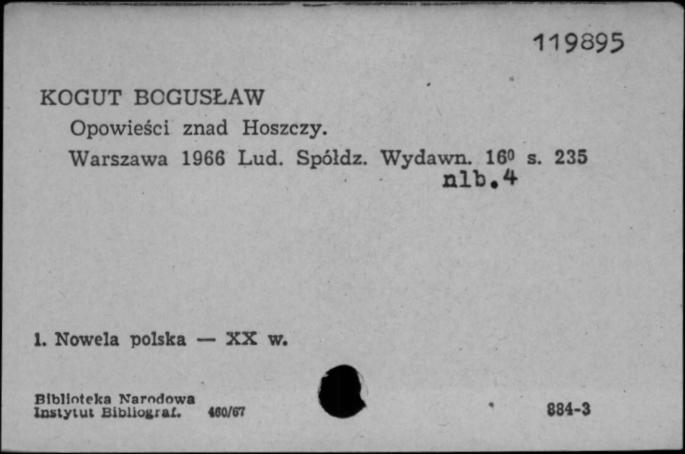 119895
KOGUT BOGUSŁAW
Opowieści znad Hoszczy.
Warszawa 1966 Lud. Spółdz. Wydawn. 16⁰ s. 235
nlb.4
1. Nowela polska — XX w.
Biblioteka Narodowa
Instytut Bibliograf. 460/67
884-3